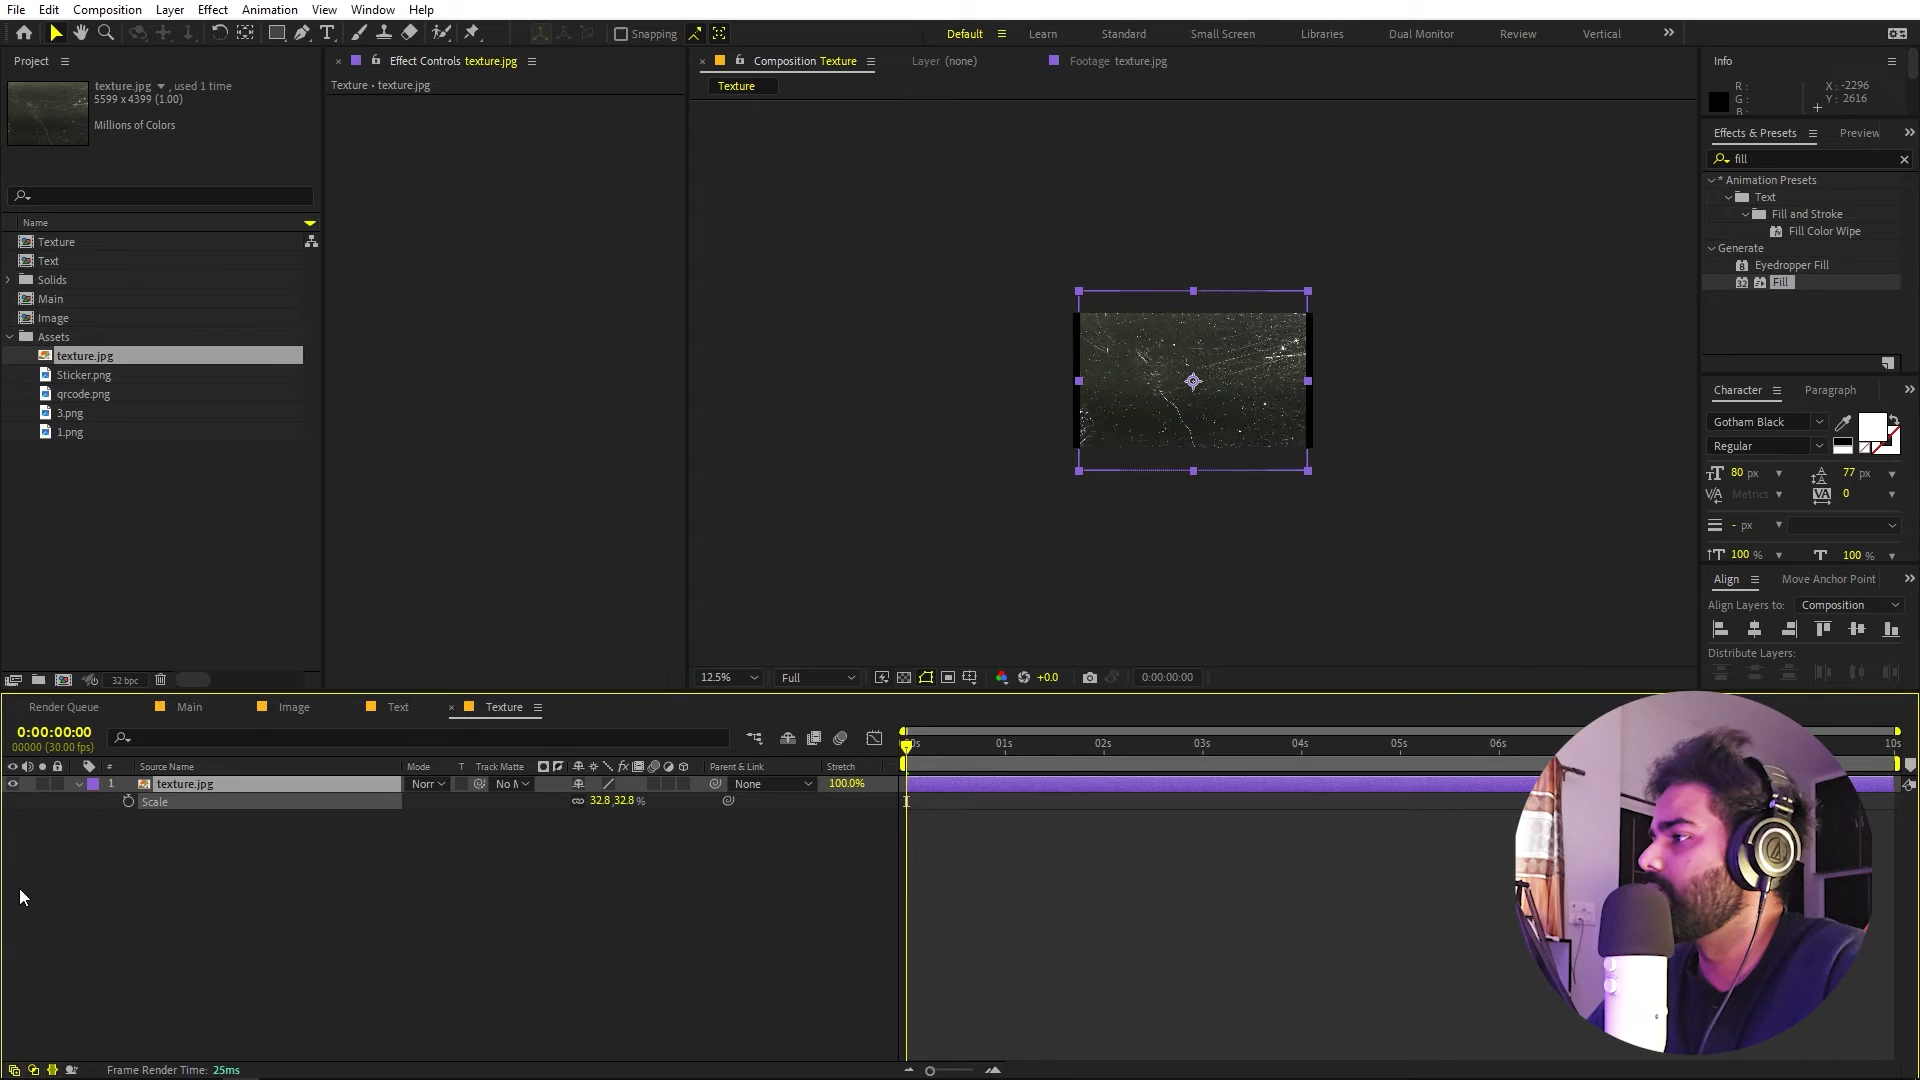 File Edit Composition Layer Effect Animation View Window Help
Snapping
Default Learn Standard Small Screen Libraries Dual Monitor Review Vertical
Project
texture.jpg , used 1 time
5599 x 4399 (1.00)
Millions of Colors
Name
Texture
Text
Solids
Main
Image
Assets
texture.jpg
Sticker.png
qrcode.png
3.png
1.png
32 bpc
Effect Controls texture.jpg
Texture • texture.jpg
Composition Texture
Layer (none)
Footage texture.jpg
Texture
12.5%
Full
+0.0
0:00:00:00
Info
R :
G :
B :
X : -2296
Y : 2616
Effects & Presets
Preview
fill
* Animation Presets
Text
Fill and Stroke
Fill Color Wipe
Generate
Eyedropper Fill
32
Fill
Character
Paragraph
Gotham Black
Regular
80 px
77 px
Metrics
0
- px
100 %
100 %
Align
Move Anchor Point
Align Layers to:
Composition
Distribute Layers:
Render Queue
Main
Image
Text
Texture
0:00:00:00
00000 (30.00 fps)
# Source Name Mode T Track Matte Parent & Link Stretch
1 texture.jpg Norr No M None 100.0%
Scale 32.8,32.8 %
01s 02s 03s 04s 05s 06s 10s
Frame Render Time: 25ms